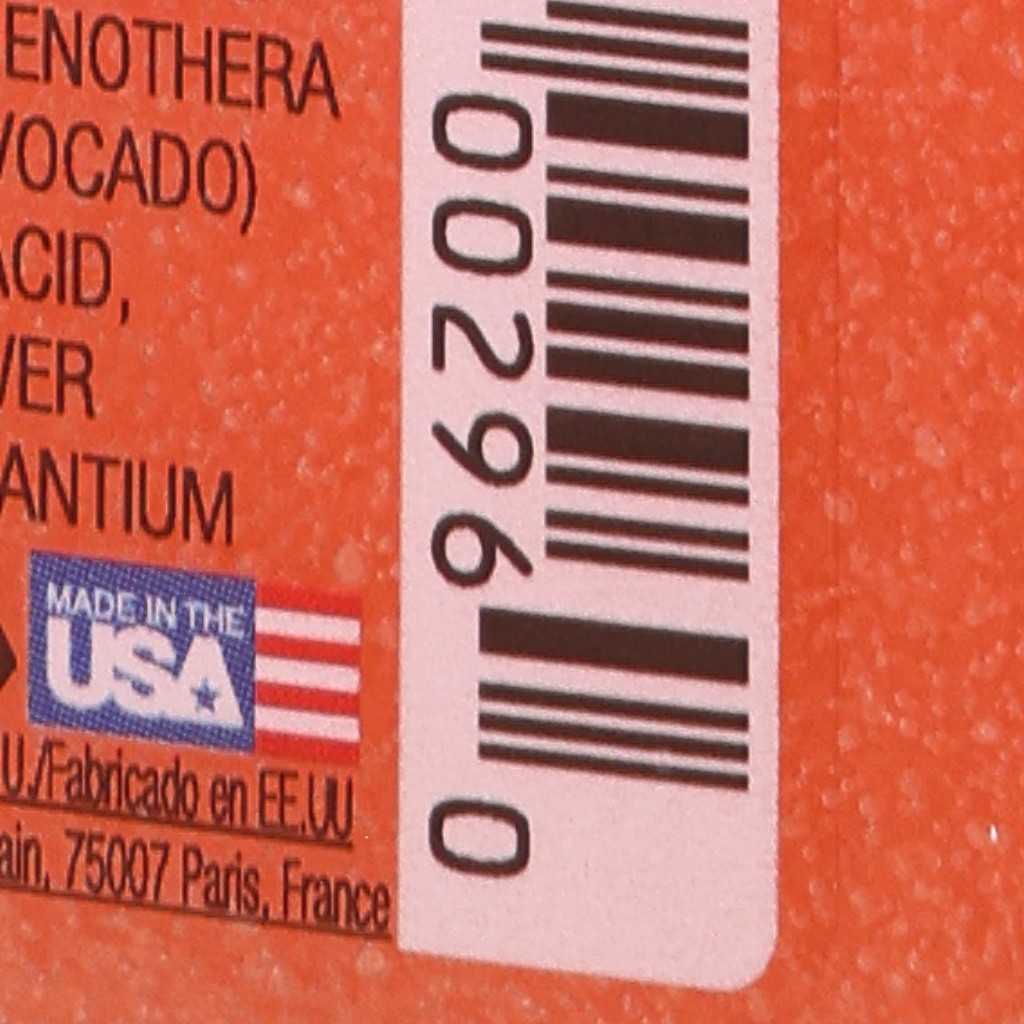 ENOTHERA
VOCADO)
ACID,
VER
ANTIUM
MADE IN THE
USA
U./Fabricado en EE.UU
ain, 75007 Paris, France
00296
0